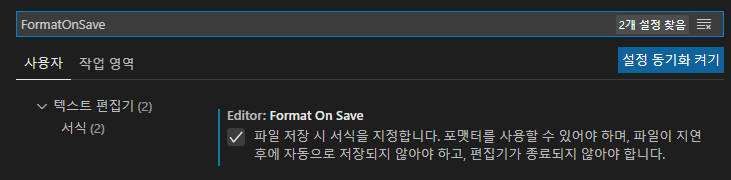 FormatOnSave
2개 설정 찾음
사용자 작업 영역
설정 동기화 켜기
텍스트 편집기 (2)
서식 (2)
Editor: Format On Save
파일 저장 시 서식을 지정합니다. 포맷터를 사용할 수 있어야 하며, 파일이 지연
후에 자동으로 저장되지 않아야 하고, 편집기가 종료되지 않아야 합니다.